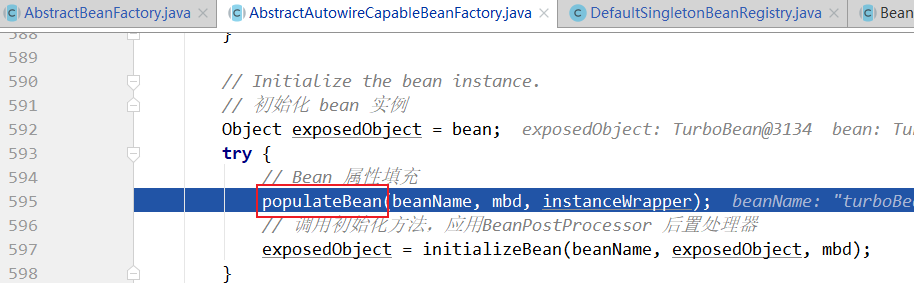 AbstractBeanFactory.java × AbstractAutowireCapableBeanFactory.java × DefaultSingletonBeanRegistry.java × Bean
588 }
589
590 // Initialize the bean instance.
591 // 初始化 bean 实例
592 Object exposedObject = bean; exposedObject: TurboBean@3134 bean: Tu
593 try {
594 // Bean 属性填充
595 populateBean(beanName, mbd, instanceWrapper); beanName: "turboBe
596 // 调用初始化方法，应用BeanPostProcessor 后置处理器
597 exposedObject = initializeBean(beanName, exposedObject, mbd);
598 }